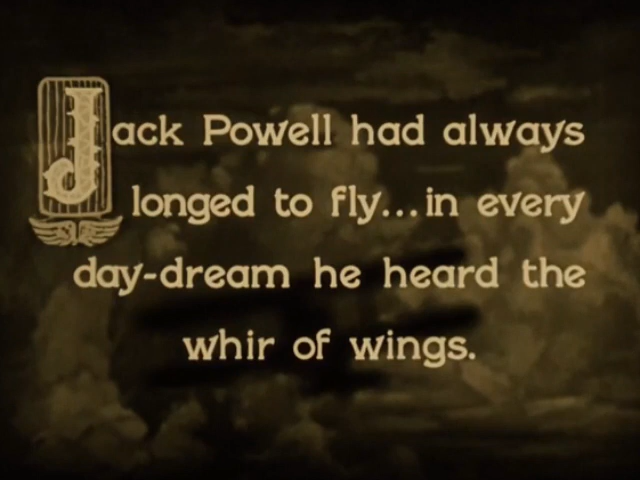 Jack Powell had always
longed to fly...in every
day-dream he heard the
whir of wings.